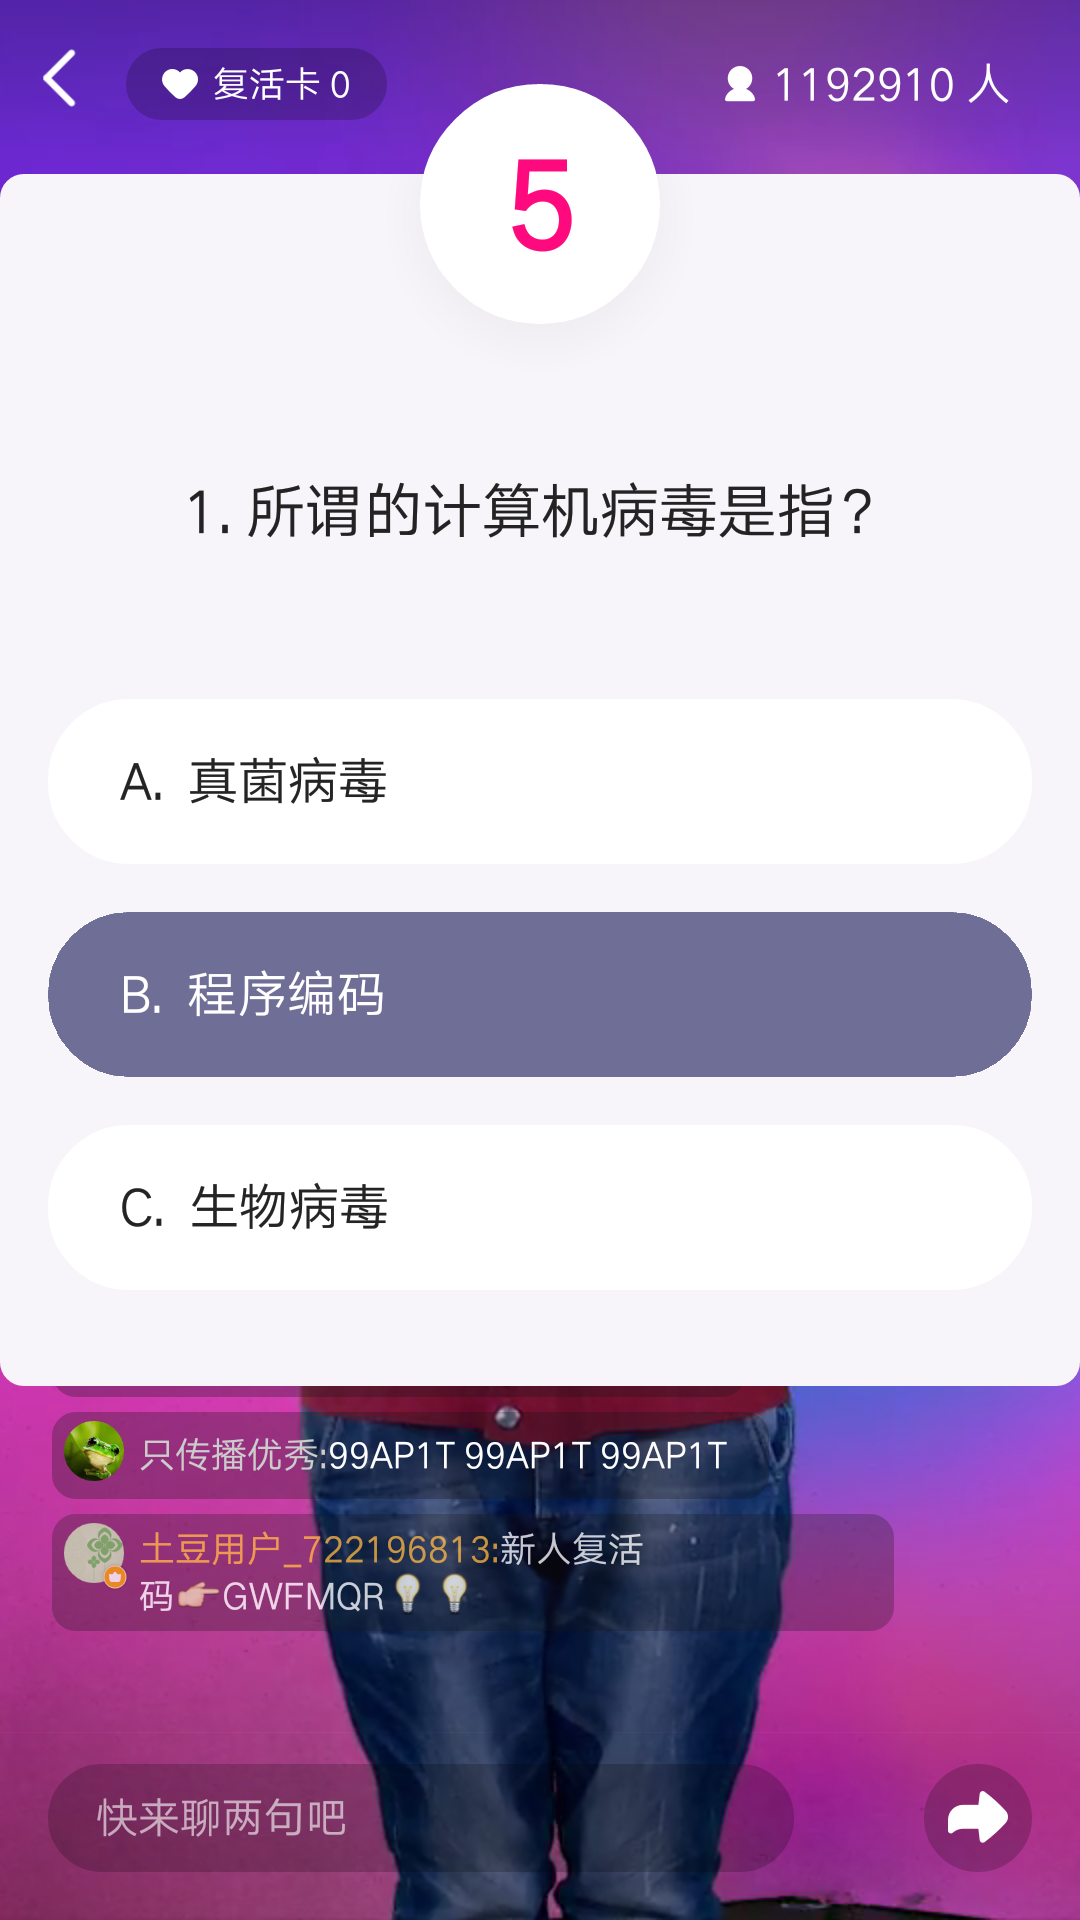 复活卡 0
1192910 人
5
1. 所谓的计算机病毒是指?
A. 真菌病毒
B. 程序编码
C. 生物病毒
只传播优秀:99AP1T 99AP1T 99AP1T
土豆用户_722196813:新人复活
码👉GWFMQR💡💡
快来聊两句吧